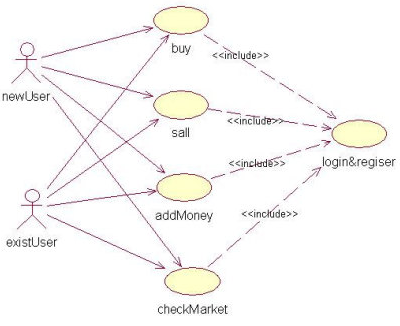 buy
<<include>>
newUser
sall
<<include>>
login&regiser
<<include>>
addMoney
existUser
<<include>>
checkMarket